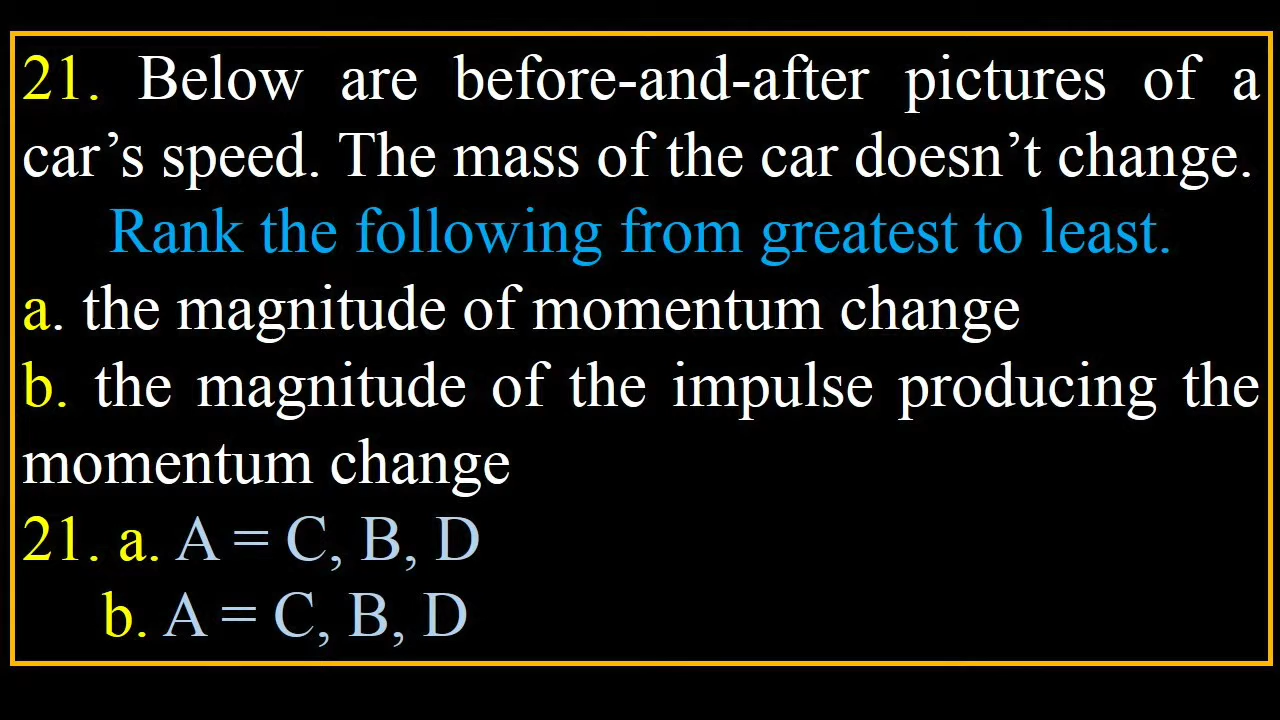 21. Below are before-and-after pictures of a
car’s speed. The mass of the car doesn’t change.
Rank the following from greatest to least.
a. the magnitude of momentum change
b. the magnitude of the impulse producing the
momentum change
21. a. A = C, B, D
b. A = C, B, D